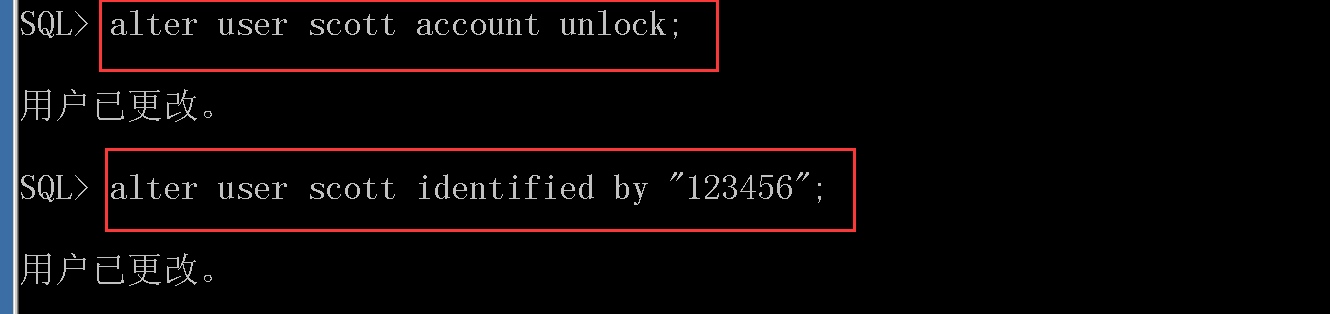 SQL> alter user scott account unlock;
用户已更改。
SQL> alter user scott identified by "123456";
用户已更改。